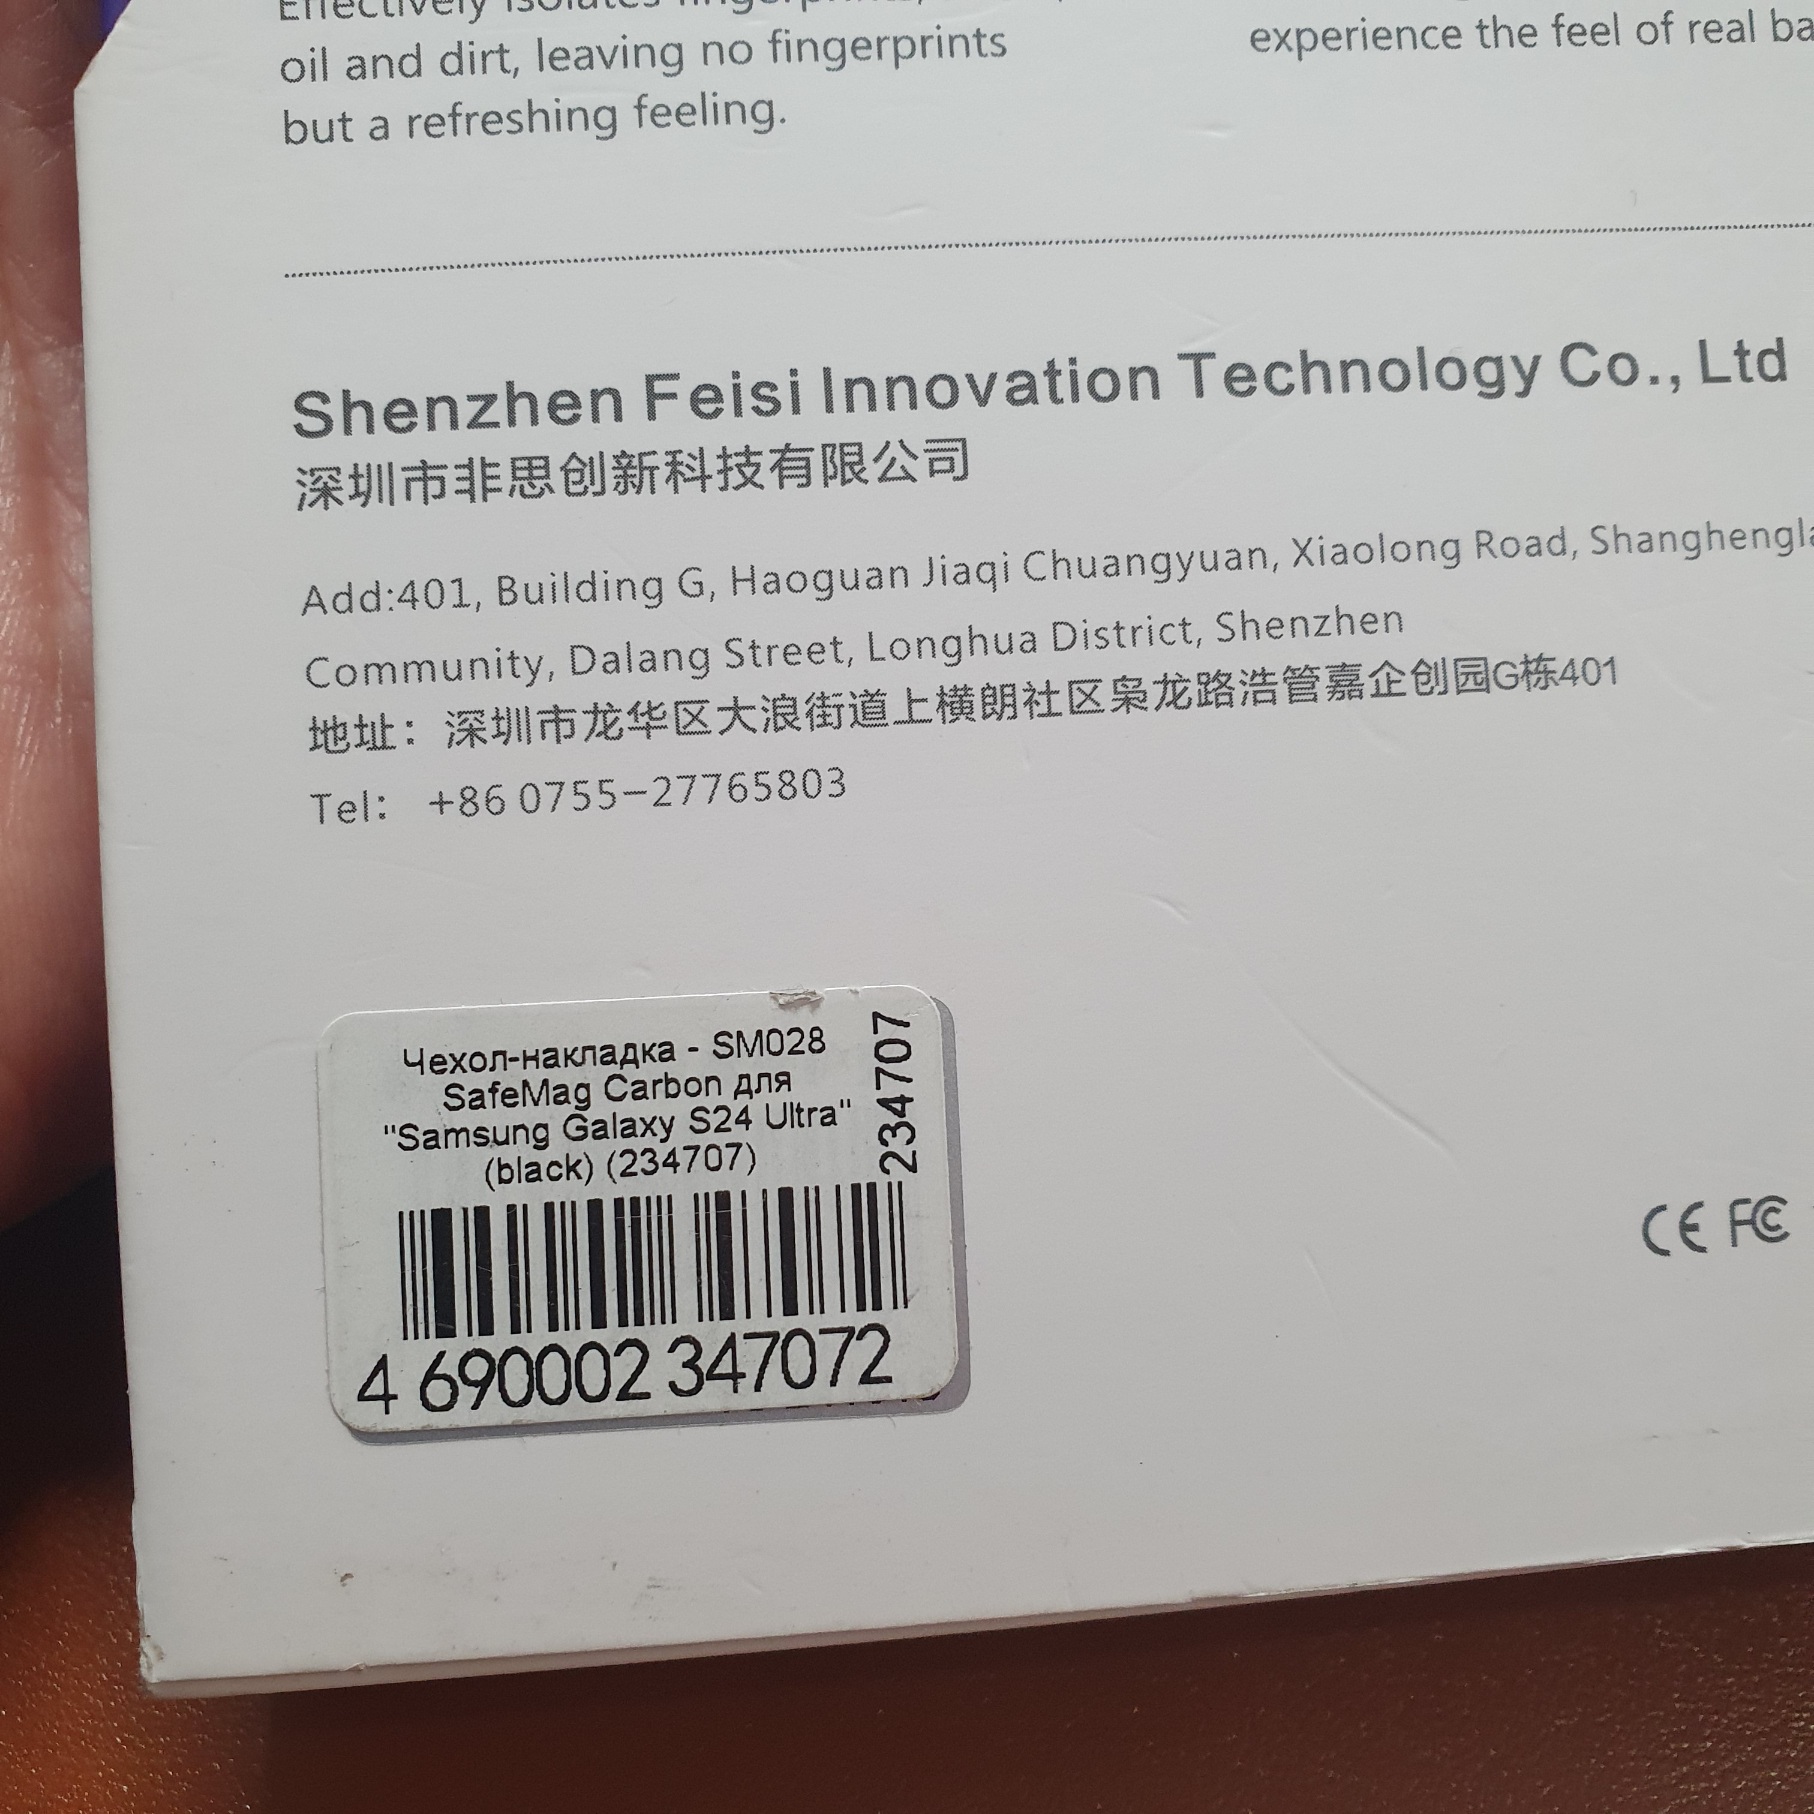 Effectively isolates fingerprints,
oil and dirt, leaving no fingerprints
but a refreshing feeling.
experience the feel of real ba
Shenzhen Feisi Innovation Technology Co., Ltd
深圳市非思创新科技有限公司
Add:401, Building G, Haoguan Jiaqi Chuangyuan, Xiaolong Road, Shanghengla
Community, Dalang Street, Longhua District, Shenzhen
地址：深圳市龙华区大浪街道上横朗社区枭龙路浩管嘉企创园G栋401
Tel: +86 0755-27765803
Чехол-накладка - SM028
SafeMag Carbon для
"Samsung Galaxy S24 Ultra"
(black) (234707)
234707
4 690002 347072
CE FC